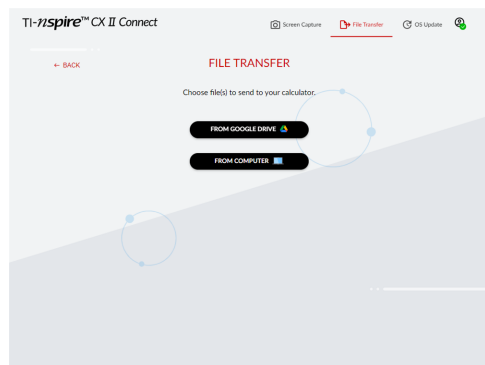 TI-nspire™ CX II Connect
Screen Capture
File Transfer
OS Update
← BACK
FILE TRANSFER
Choose file(s) to send to your calculator.
FROM GOOGLE DRIVE
FROM COMPUTER